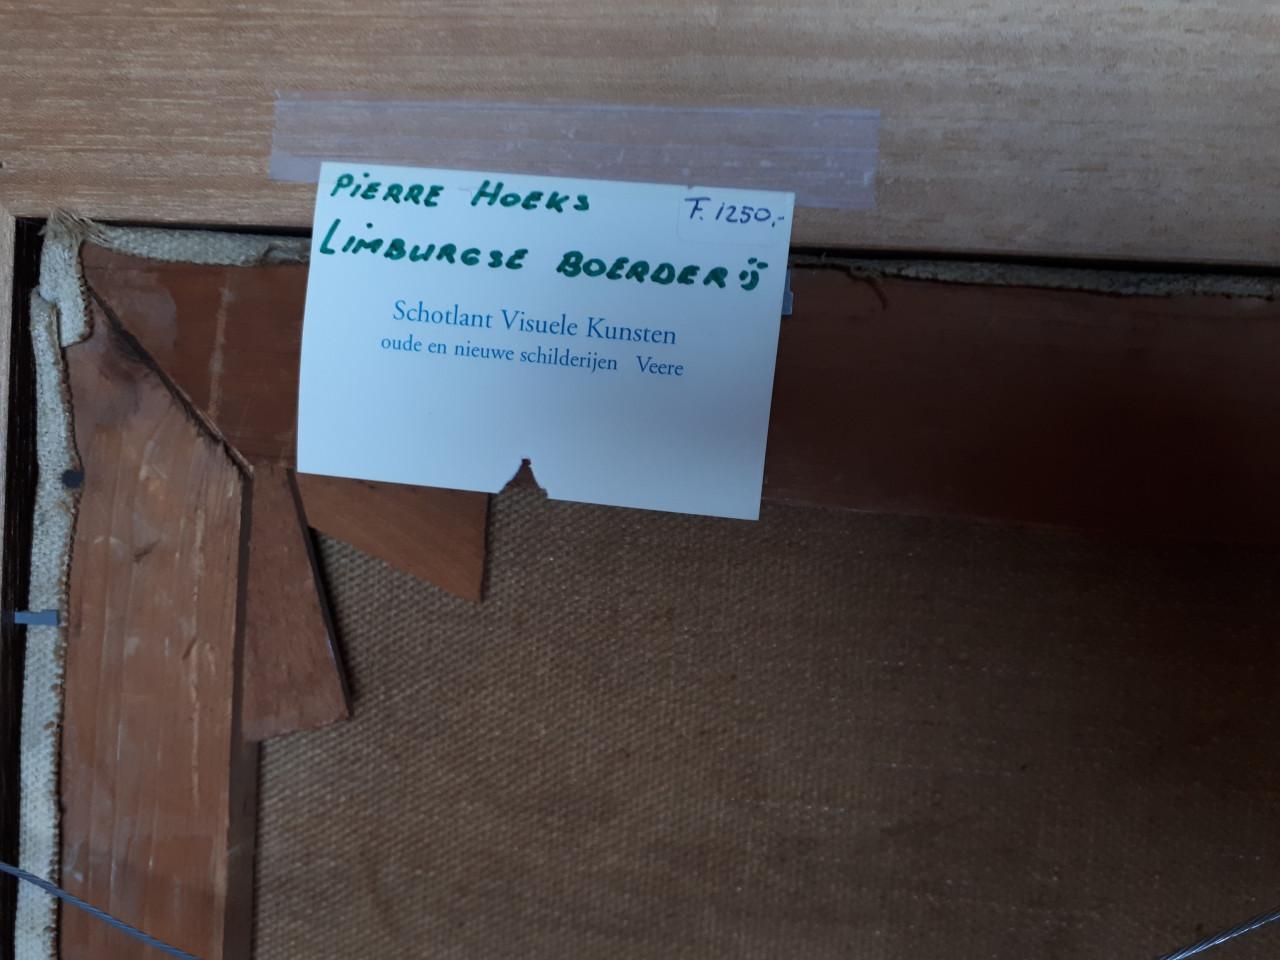 PiERRE HOEKS
F. 1250,-
LiMBURGSE BOERDERij
Schotlant Visuele Kunsten
oude en nieuwe schilderijen Veere